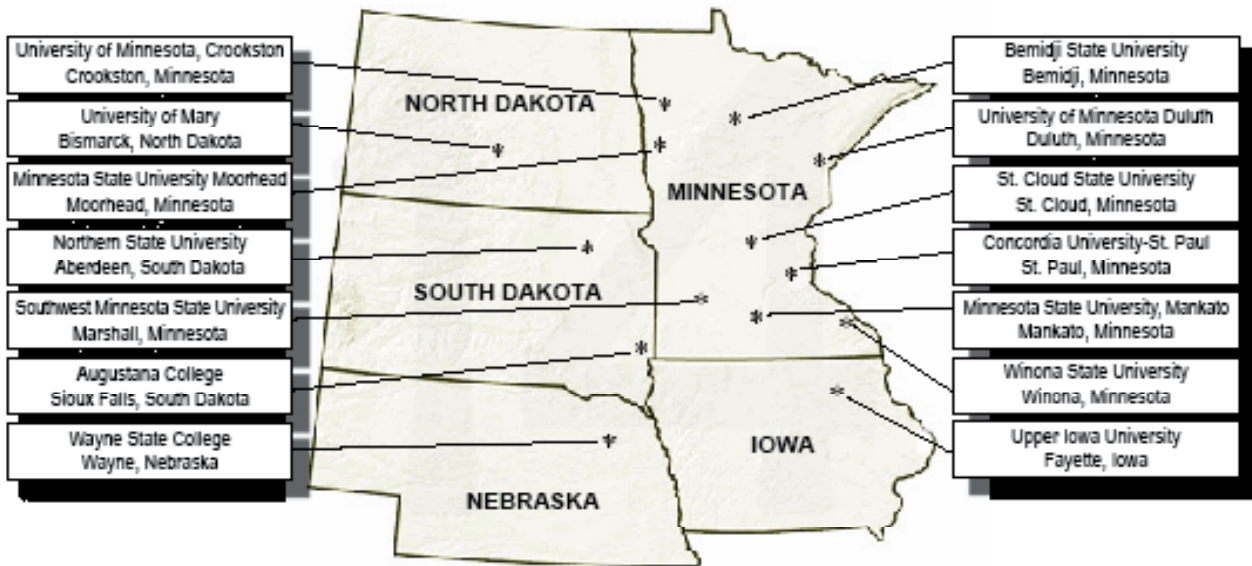 University of Minnesota, Crookston
Crookston, Minnesota
University of Mary
Bismarck, North Dakota
Minnesota State University Moorhead
Moorhead, Minnesota
Northern State University
Aberdeen, South Dakota
Southwest Minnesota State University
Marshall, Minnesota
Augustana College
Sioux Falls, South Dakota
Wayne State College
Wayne, Nebraska
NORTH DAKOTA
MINNESOTA
SOUTH DAKOTA
IOWA
NEBRASKA
Bemidji State University
Bemidji, Minnesota
University of Minnesota Duluth
Duluth, Minnesota
St. Cloud State University
St. Cloud, Minnesota
Concordia University-St. Paul
St. Paul, Minnesota
Minnesota State University, Mankato
Mankato, Minnesota
Winona State University
Winona, Minnesota
Upper Iowa University
Fayette, Iowa